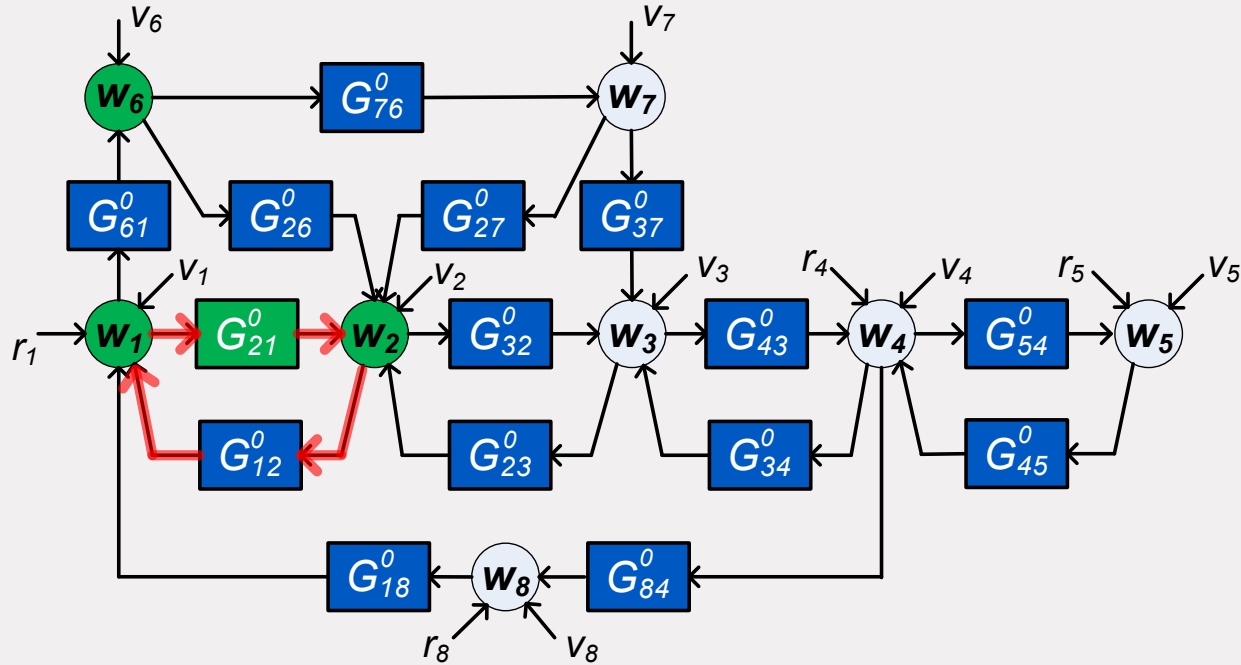 v₆ v₇
w₆ G⁰₇₆ w₇
G⁰₆₁ G⁰₂₆ G⁰₂₇ G⁰₃₇
v₁ v₂ v₃ r₄ v₄ r₅ v₅
r₁ w₁ G⁰₂₁ w₂ G⁰₃₂ w₃ G⁰₄₃ w₄ G⁰₅₄ w₅
G⁰₁₂ G⁰₂₃ G⁰₃₄ G⁰₄₅
G⁰₁₈ w₈ G⁰₈₄
r₈ v₈